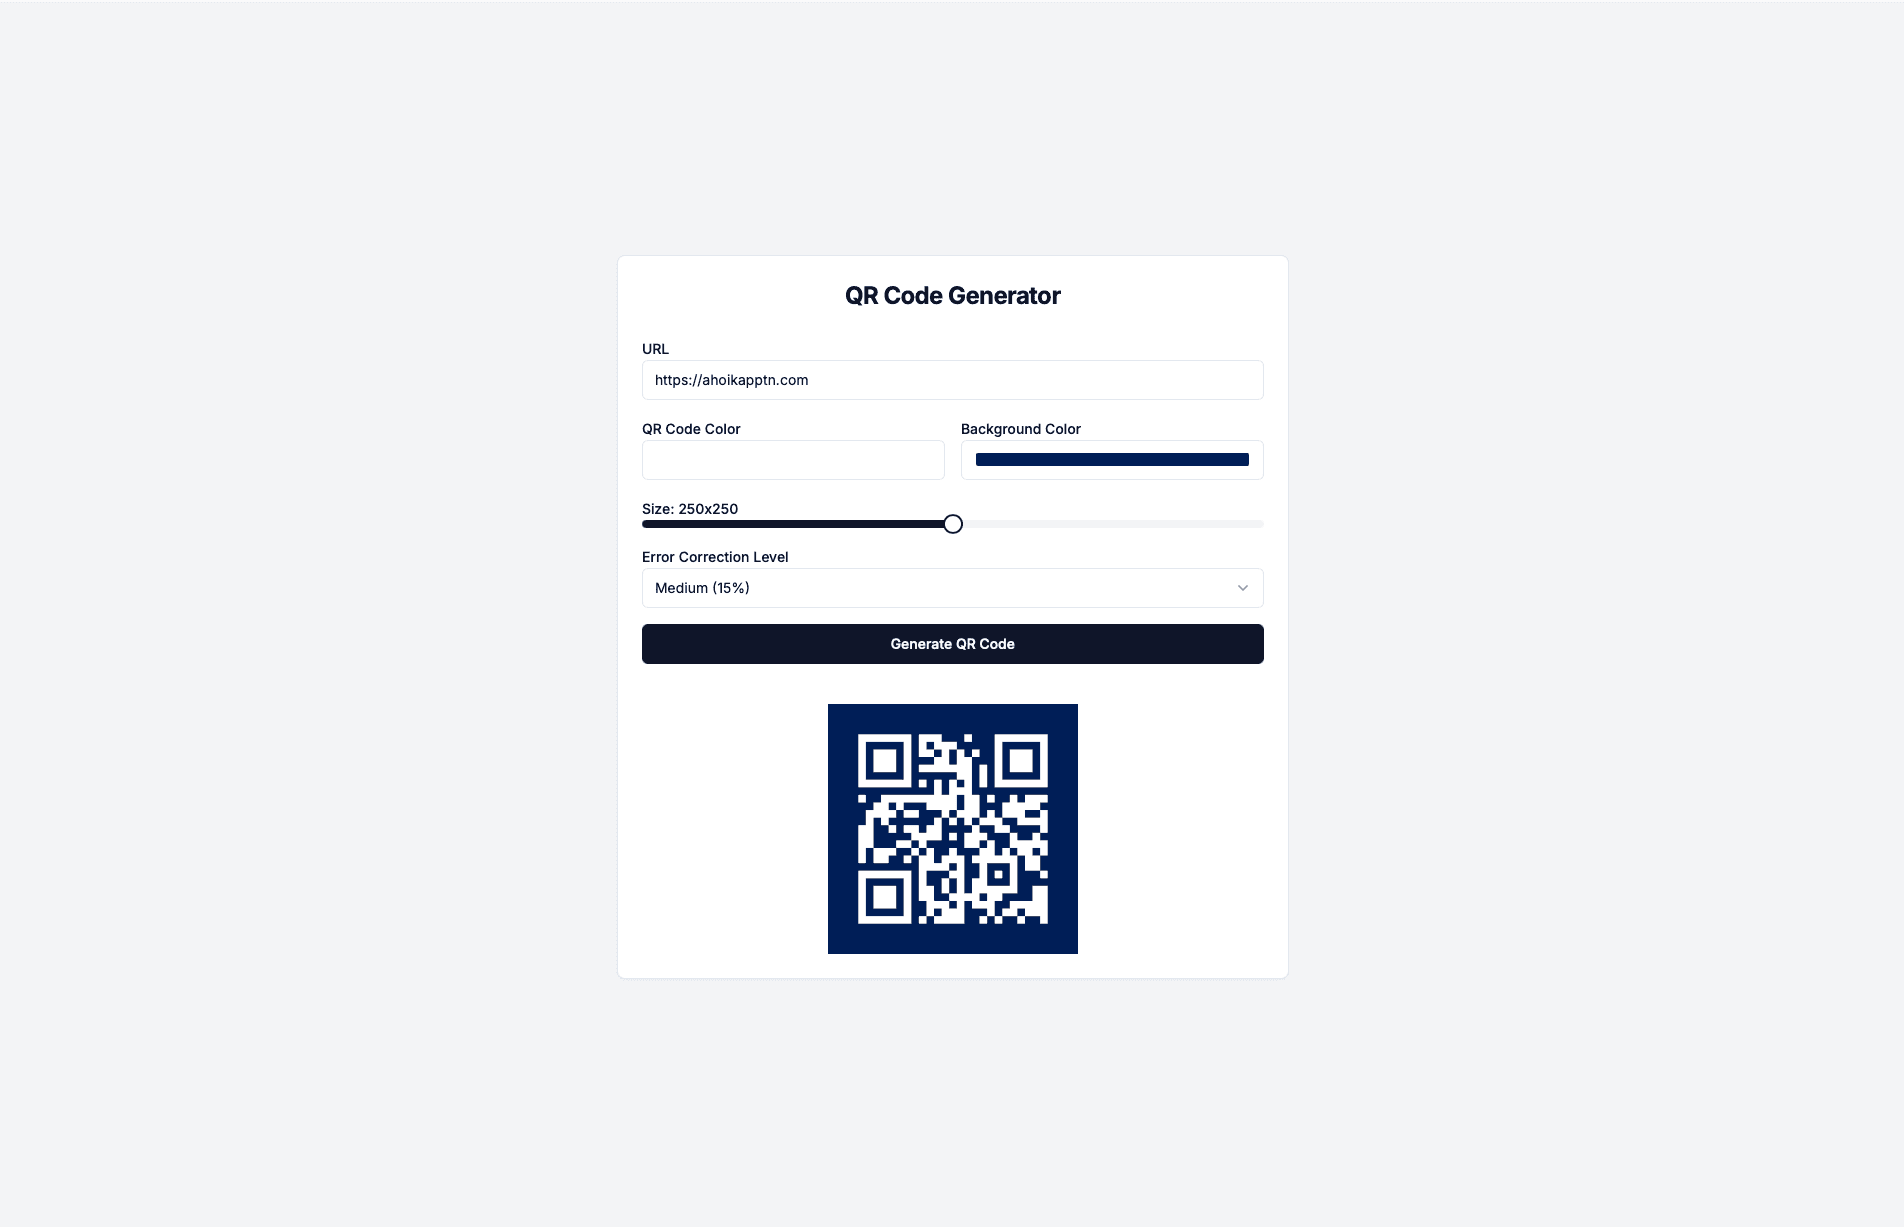 QR Code Generator
URL
https://ahoikapptn.com
QR Code Color
Background Color
Size: 250x250
Error Correction Level
Medium (15%)
Generate QR Code